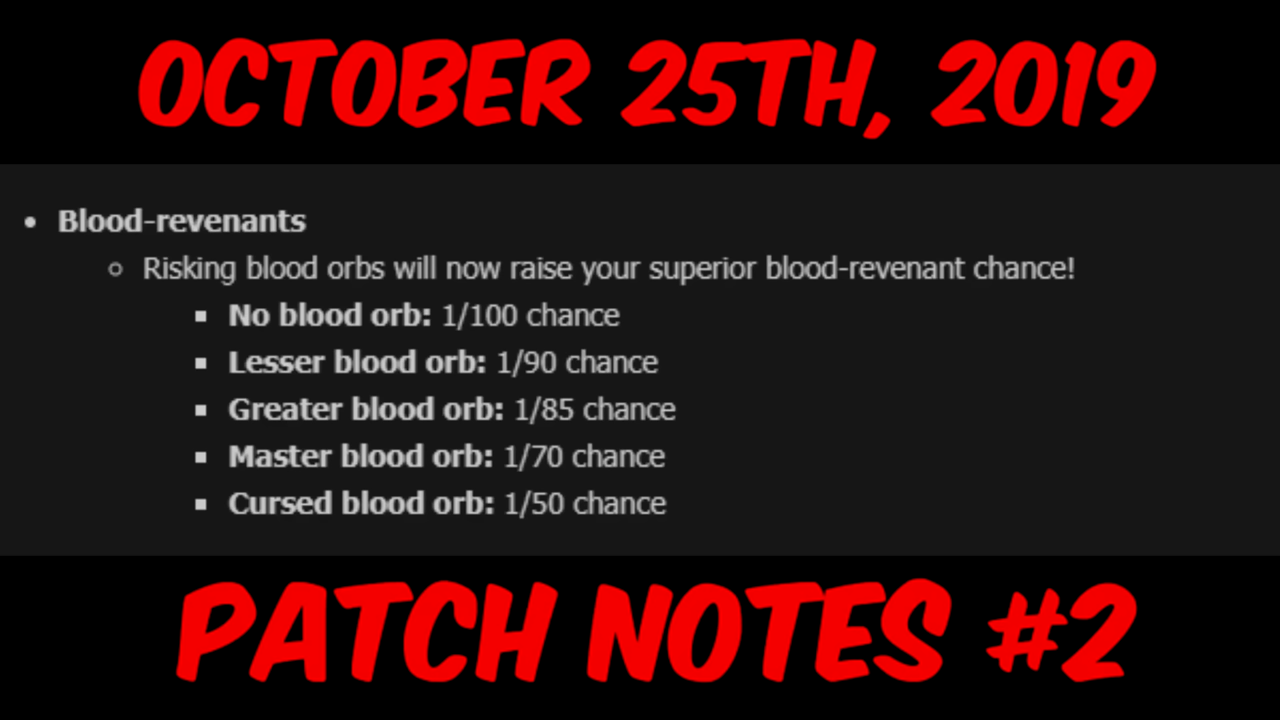 OCTOBER 25TH, 2019
• Blood-revenants
○ Risking blood orbs will now raise your superior blood-revenant chance!
▪ No blood orb: 1/100 chance
▪ Lesser blood orb: 1/90 chance
▪ Greater blood orb: 1/85 chance
▪ Master blood orb: 1/70 chance
▪ Cursed blood orb: 1/50 chance
PATCH NOTES #2